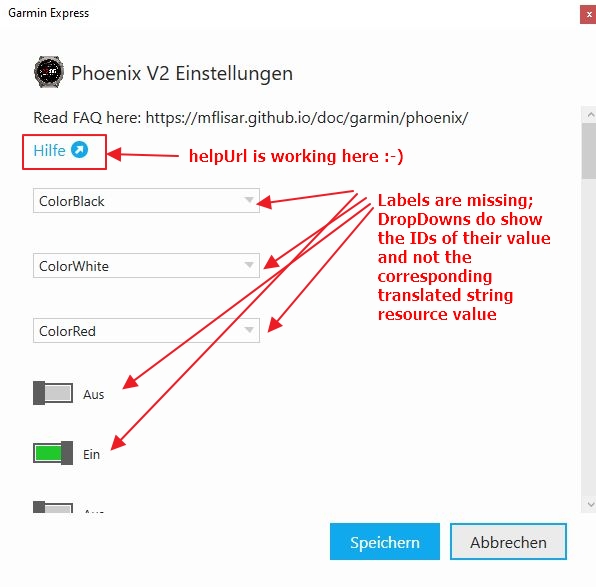 Garmin Express
x
Phoenix V2 Einstellungen
Read FAQ here: https://mflisar.github.io/doc/garmin/phoenix/
Hilfe
helpUrl is working here :-)
ColorBlack
Labels are missing;
DropDowns do show
the IDs of their value
and not the
corresponding
translated string
resource value
ColorWhite
ColorRed
Aus
Ein
Aus
Speichern
Abbrechen